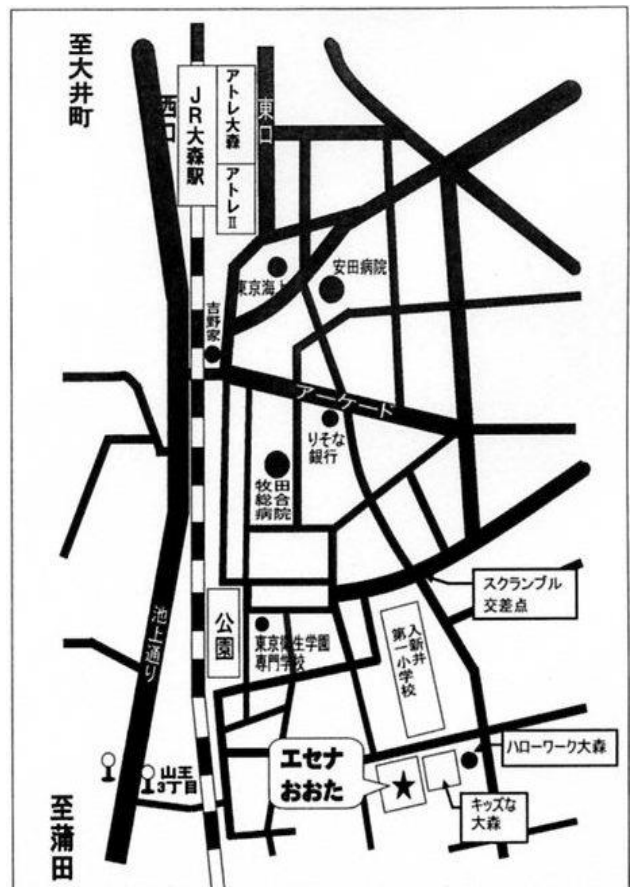 至大井町
西口
JR大森駅
アトレ大森
アトレⅡ
東口
東京海上
安田病院
吉野家
アーケード
りそな
銀行
牧田
総合
病院
スクランブル
交差点
公園
東京衛生学園
専門学校
入新井
第一小学校
池上通り
ハローワーク大森
エセナ
おおた
山王
3丁目
キッズな
大森
至蒲田